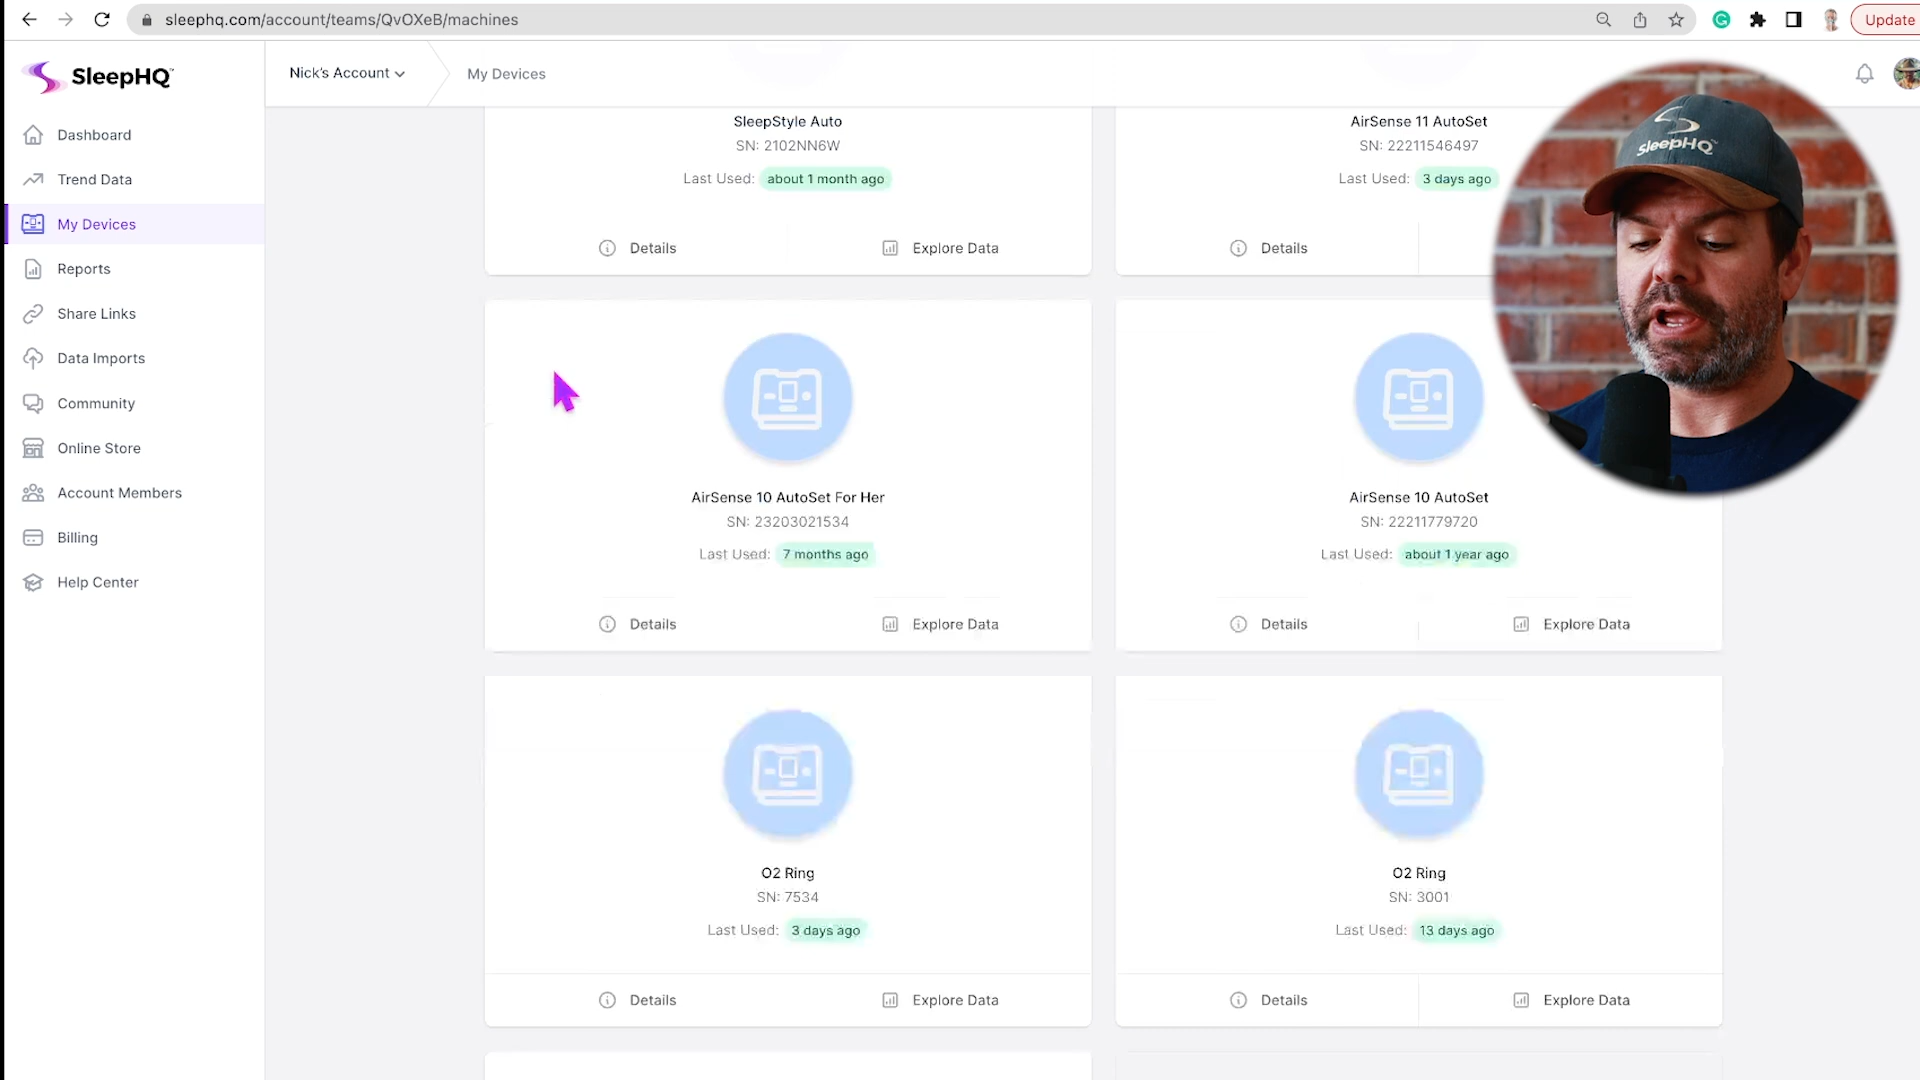 sleephq.com/account/teams/QvOXeB/machines
Update
SleepHQ™
Nick's Account
My Devices
Dashboard
Trend Data
My Devices
Reports
Share Links
Data Imports
Community
Online Store
Account Members
Billing
Help Center
SleepStyle Auto
SN: 2102NN6W
Last Used: about 1 month ago
Details
Explore Data
AirSense 11 AutoSet
SN: 22211546497
Last Used: 3 days ago
Details
SleepHQ™
AirSense 10 AutoSet For Her
SN: 23203021534
Last Used: 7 months ago
Details
Explore Data
AirSense 10 AutoSet
SN: 22211779720
Last Used: about 1 year ago
Details
Explore Data
O2 Ring
SN: 7534
Last Used: 3 days ago
Details
Explore Data
O2 Ring
SN: 3001
Last Used: 13 days ago
Details
Explore Data